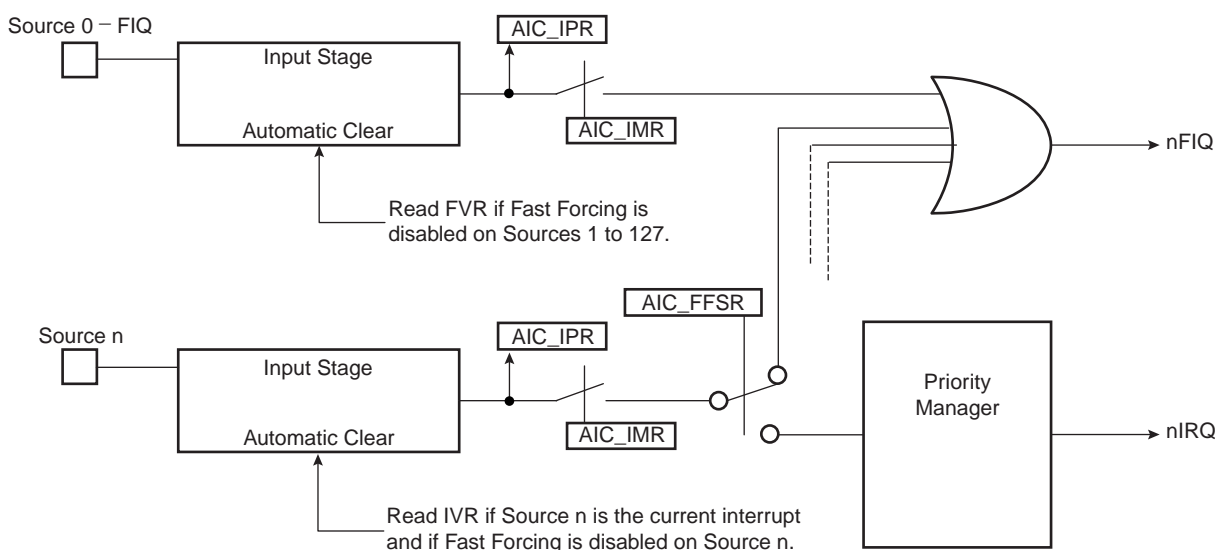 Source 0 – FIQ
Input Stage
Automatic Clear
AIC_IPR
AIC_IMR
nFIQ
Read FVR if Fast Forcing is
disabled on Sources 1 to 127.
AIC_FFSR
Source n
Input Stage
Automatic Clear
AIC_IPR
AIC_IMR
Priority
Manager
nIRQ
Read IVR if Source n is the current interrupt
and if Fast Forcing is disabled on Source n.